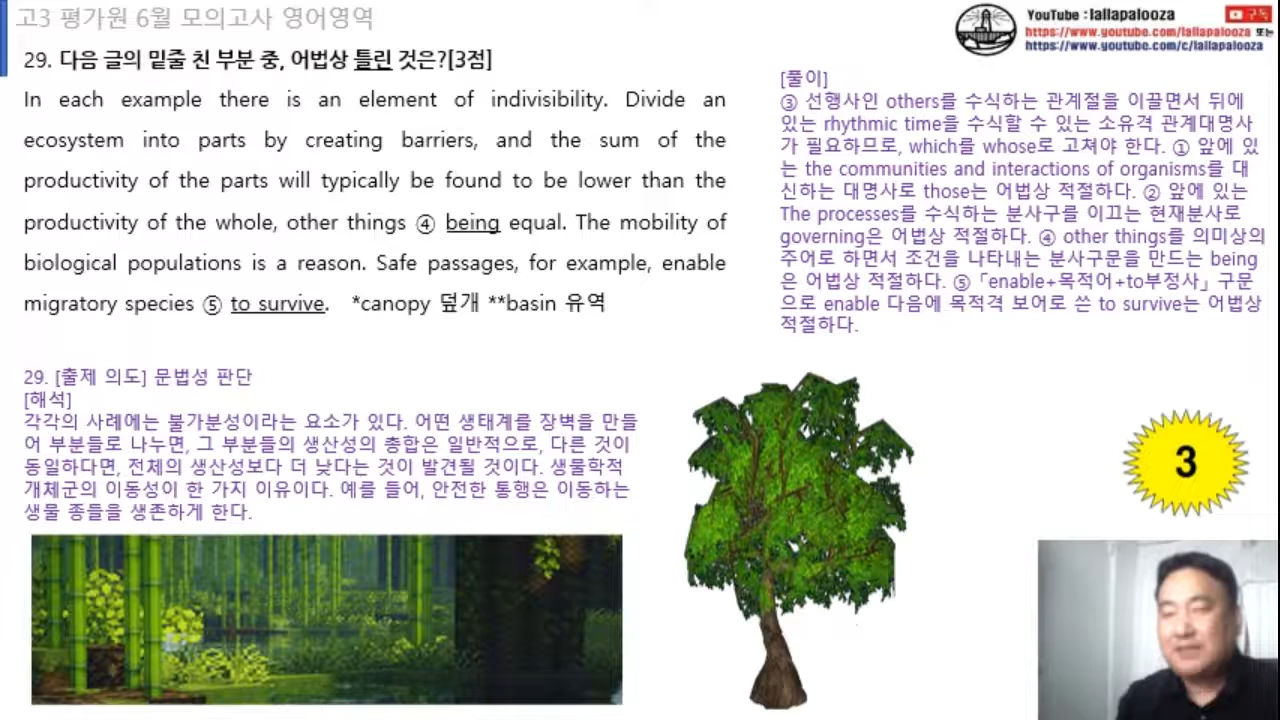 고3 평가원 6월 모의고사 영어영역
29. 다음 글의 밑줄 친 부분 중, 어법상 틀린 것은?[3점]
In each example there is an element of indivisibility. Divide an
ecosystem into parts by creating barriers, and the sum of the
productivity of the parts will typically be found to be lower than the
productivity of the whole, other things ④ being equal. The mobility of
biological populations is a reason. Safe passages, for example, enable
migratory species ⑤ to survive. *canopy 덮개 **basin 유역
29. [출제 의도] 문법성 판단
[해석]
각각의 사례에는 불가분성이라는 요소가 있다. 어떤 생태계를 장벽을 만들
어 부분들로 나누면, 그 부분들의 생산성의 총합은 일반적으로, 다른 것이
동일하다면, 전체의 생산성보다 더 낮다는 것이 발견될 것이다. 생물학적
개체군의 이동성이 한 가지 이유이다. 예를 들어, 안전한 통행은 이동하는
생물 종들을 생존하게 한다.
YouTube : lallapalooza
구독
https://www.youtube.com/lallapalooza 또는
https://www.youtube.com/c/lallapalooza
[풀이]
③ 선행사인 others를 수식하는 관계절을 이끌면서 뒤에
있는 rhythmic time을 수식할 수 있는 소유격 관계대명사
가 필요하므로, which를 whose로 고쳐야 한다. ① 앞에 있
는 the communities and interactions of organisms를 대
신하는 대명사로 those는 어법상 적절하다. ② 앞에 있는
The processes를 수식하는 분사구를 이끄는 현재분사로
governing은 어법상 적절하다. ④ other things를 의미상의
주어로 하면서 조건을 나타내는 분사구문을 만드는 being
은 어법상 적절하다. ⑤「enable+목적어+to부정사」구문
으로 enable 다음에 목적격 보어로 쓴 to survive는 어법상
적절하다.
3